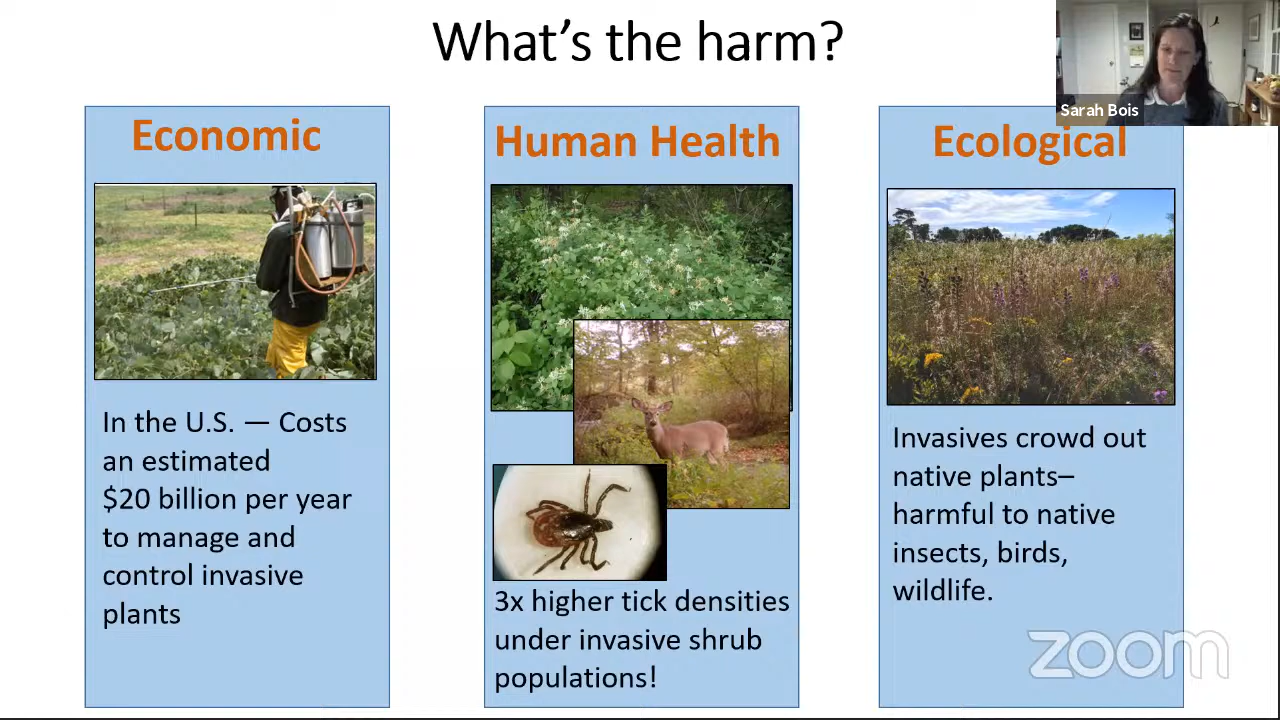 What's the harm?
Sarah Bois
Economic
In the U.S. — Costs
an estimated
$20 billion per year
to manage and
control invasive
plants
Human Health
3x higher tick densities
under invasive shrub
populations!
Ecological
Invasives crowd out
native plants–
harmful to native
insects, birds,
wildlife.
zoom